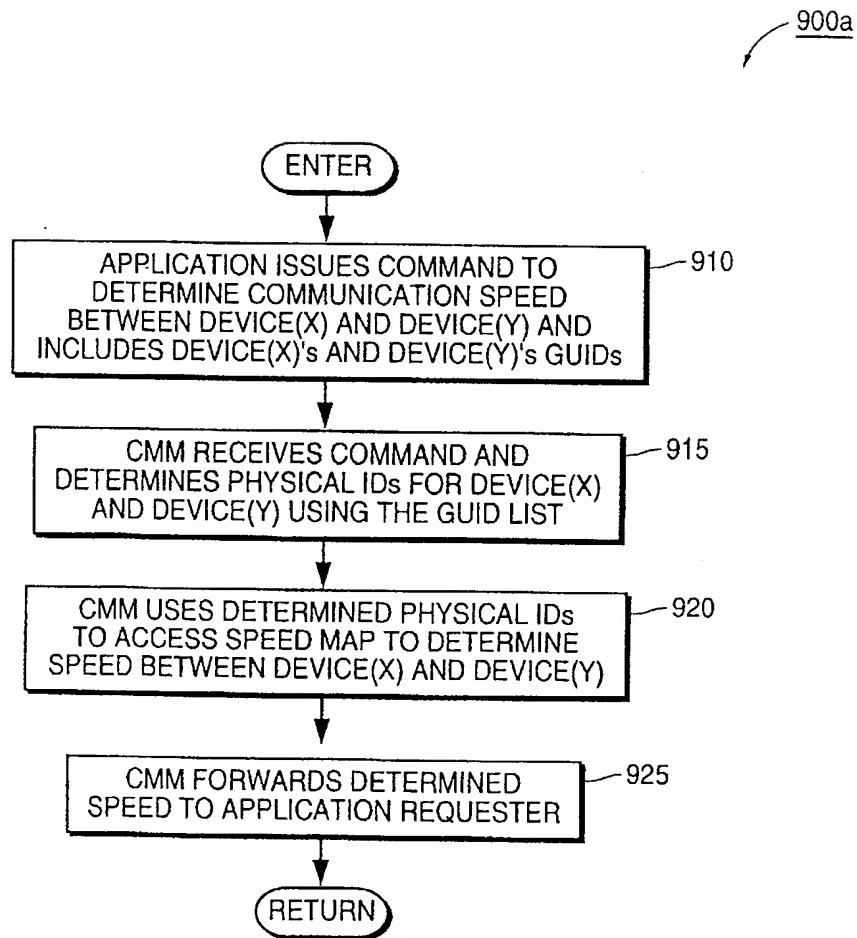 900a
ENTER
APPLICATION ISSUES COMMAND TO
DETERMINE COMMUNICATION SPEED
BETWEEN DEVICE(X) AND DEVICE(Y) AND
INCLUDES DEVICE(X)'s AND DEVICE(Y)'s GUIDs
910
CMM RECEIVES COMMAND AND
DETERMINES PHYSICAL IDs FOR DEVICE(X)
AND DEVICE(Y) USING THE GUID LIST
915
CMM USES DETERMINED PHYSICAL IDs
TO ACCESS SPEED MAP TO DETERMINE
SPEED BETWEEN DEVICE(X) AND DEVICE(Y)
920
CMM FORWARDS DETERMINED
SPEED TO APPLICATION REQUESTER
925
RETURN